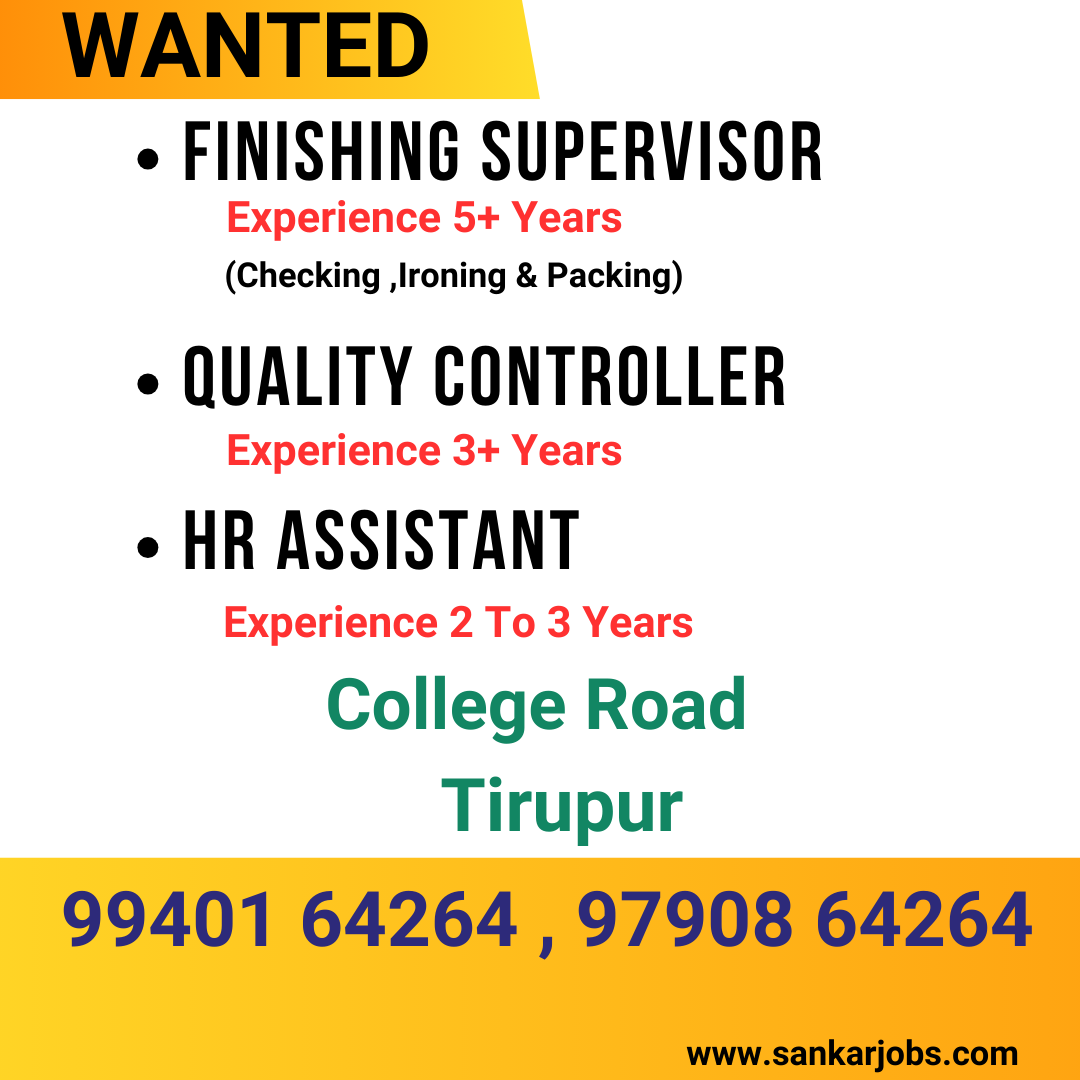 WANTED
• FINISHING SUPERVISOR
Experience 5+ Years
(Checking ,Ironing & Packing)
• QUALITY CONTROLLER
Experience 3+ Years
• HR ASSISTANT
Experience 2 To 3 Years
College Road
Tirupur
99401 64264 , 97908 64264
www.sankarjobs.com